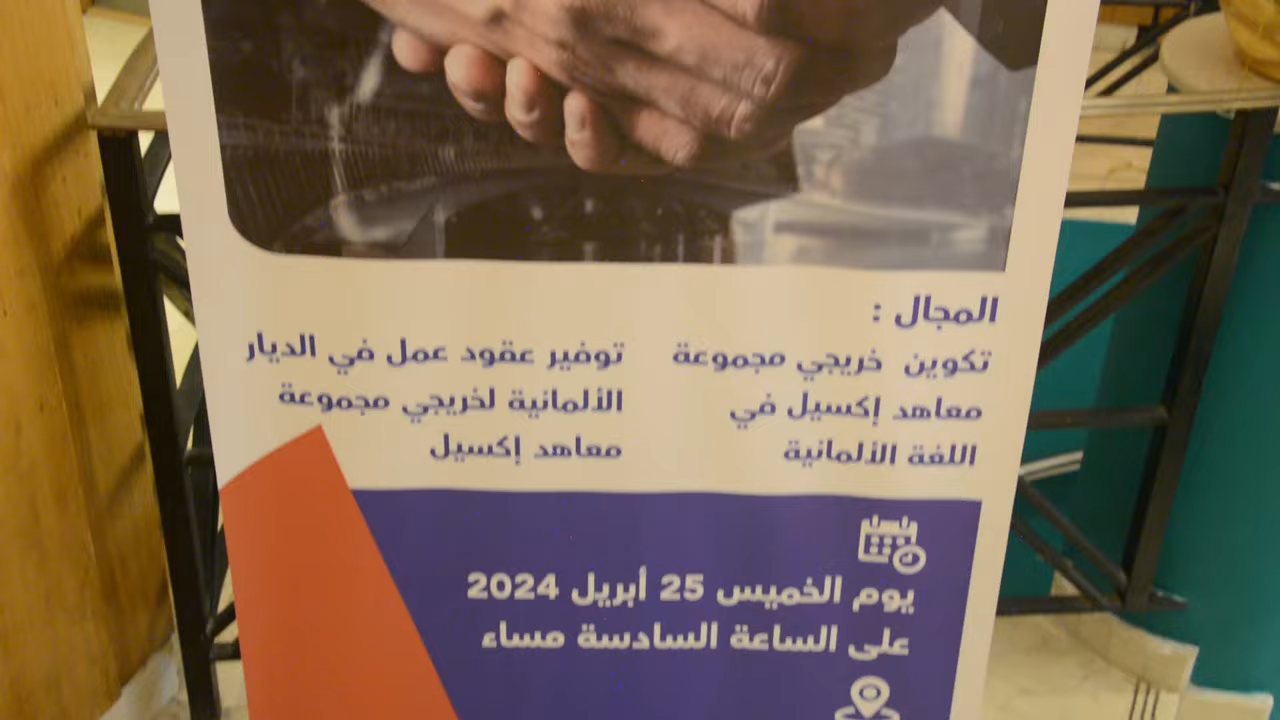 المجال :
تكوين خريجي مجموعة
معاهد إكسيل في
اللغة الألمانية
توفير عقود عمل في الديار
الألمانية لخريجي مجموعة
معاهد إكسيل
يوم الخميس 25 أبريل 2024
على الساعة السادسة مساء